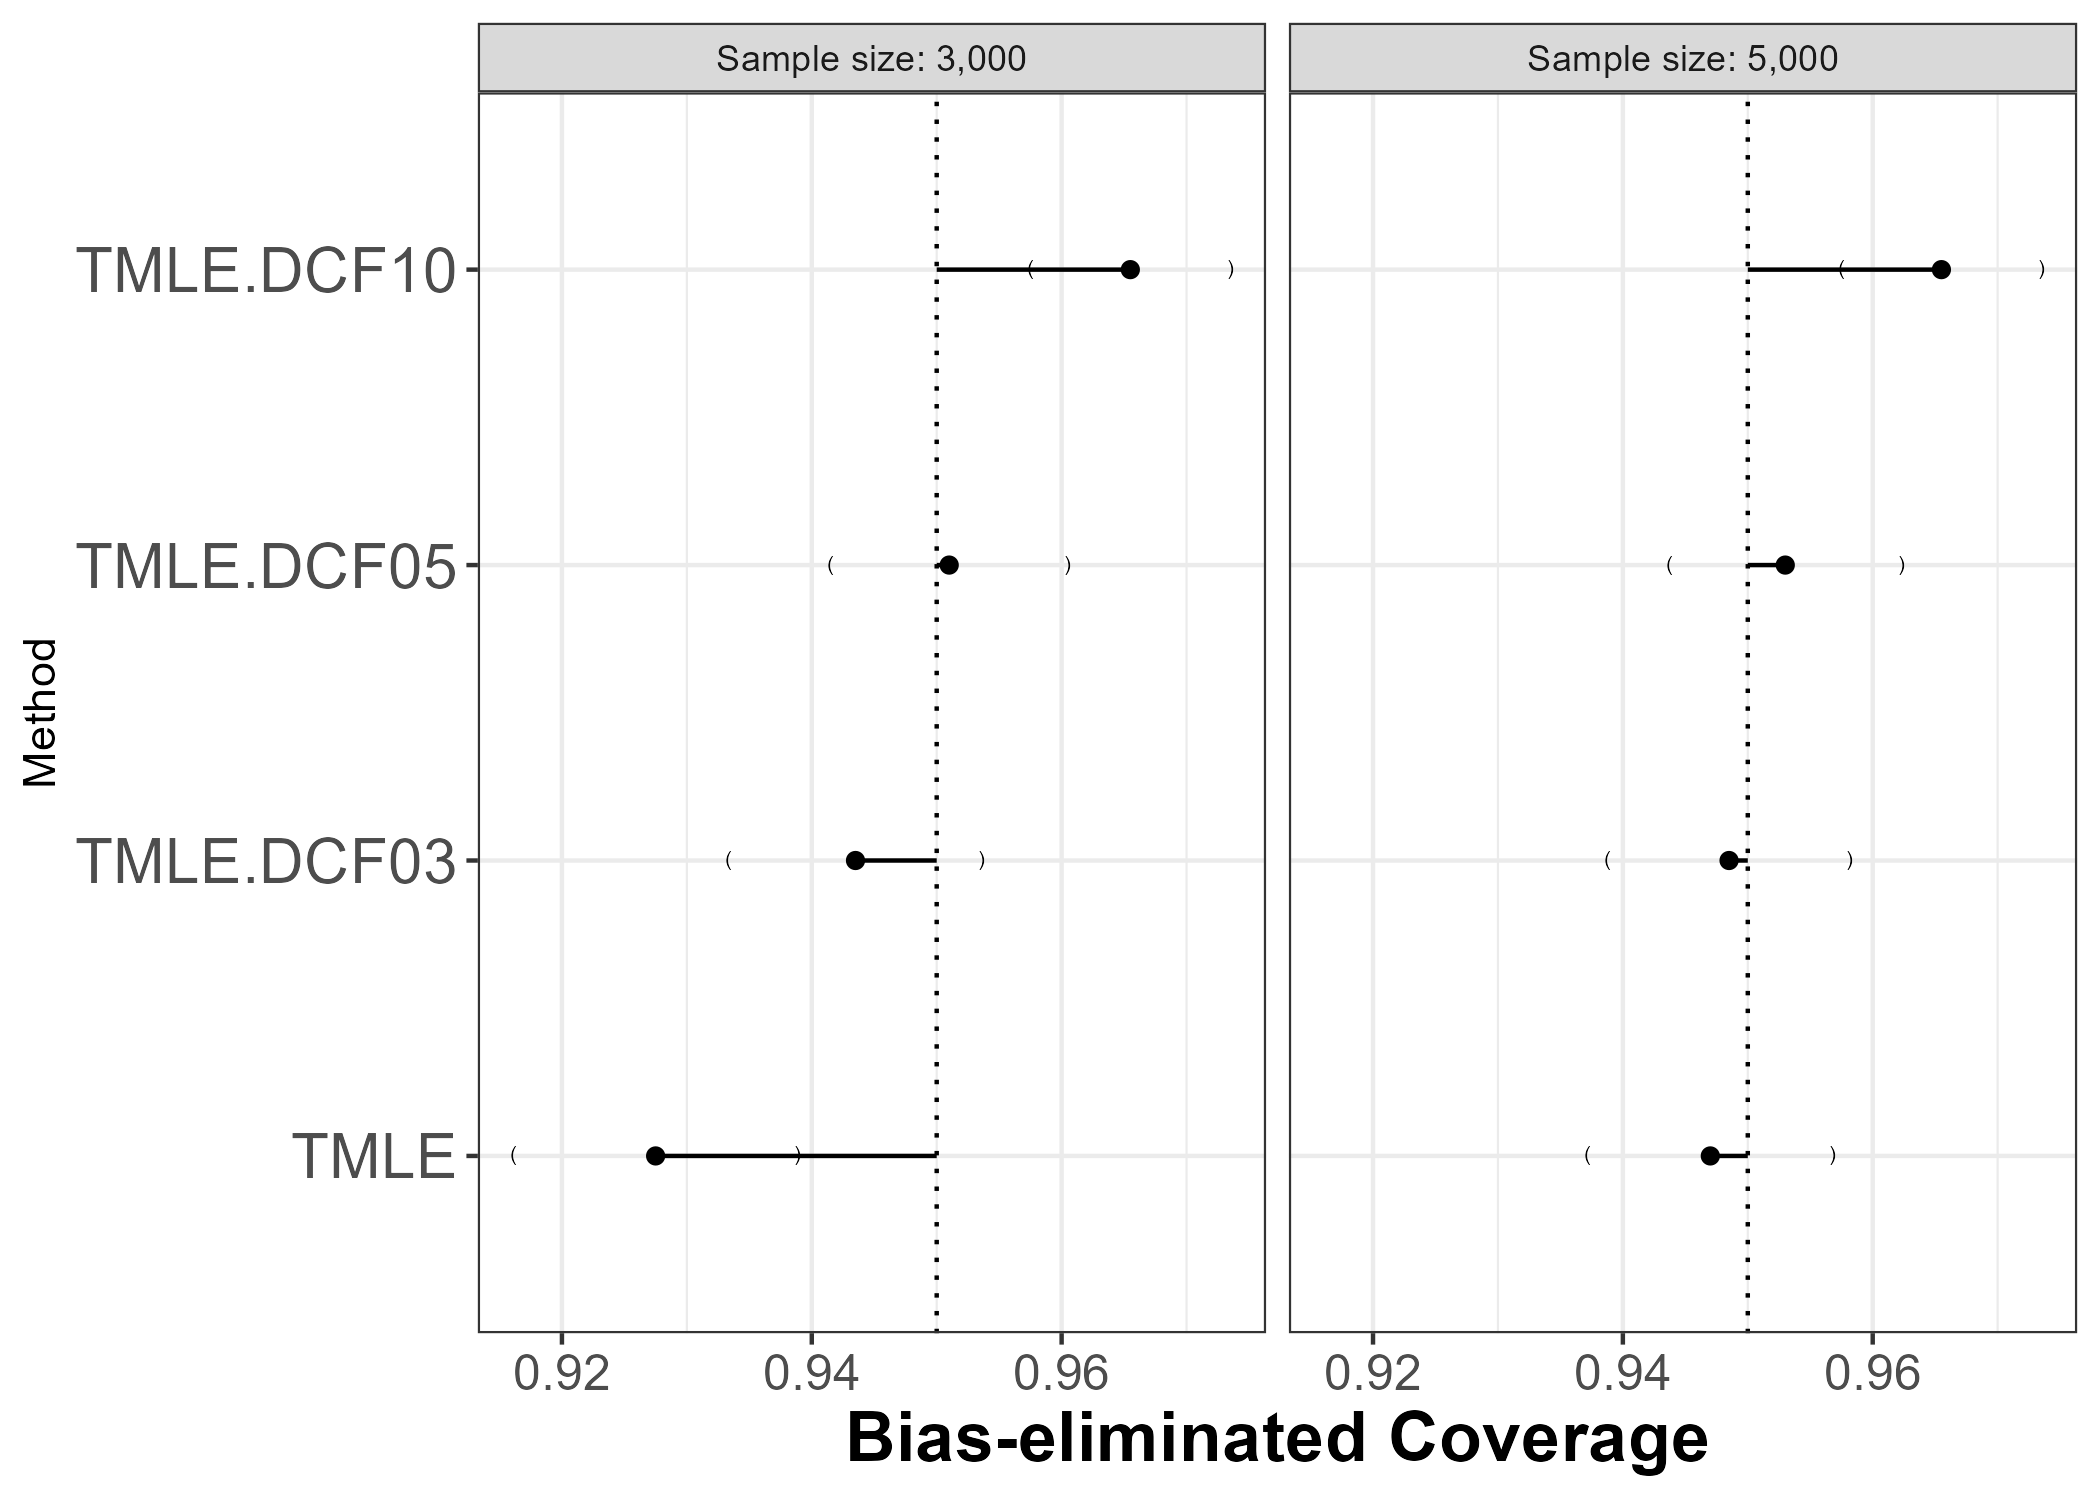 Sample size: 3,000
Sample size: 5,000
TMLE.DCF10
TMLE.DCF05
TMLE.DCF03
TMLE
Method
0.92 0.94 0.96
0.92 0.94 0.96
Bias-eliminated Coverage